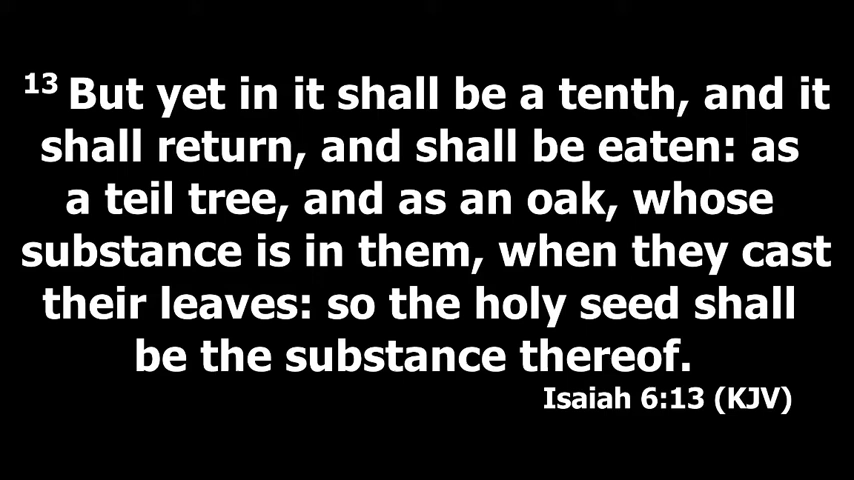 13 But yet in it shall be a tenth, and it
shall return, and shall be eaten: as
a teil tree, and as an oak, whose
substance is in them, when they cast
their leaves: so the holy seed shall
be the substance thereof.
Isaiah 6:13 (KJV)